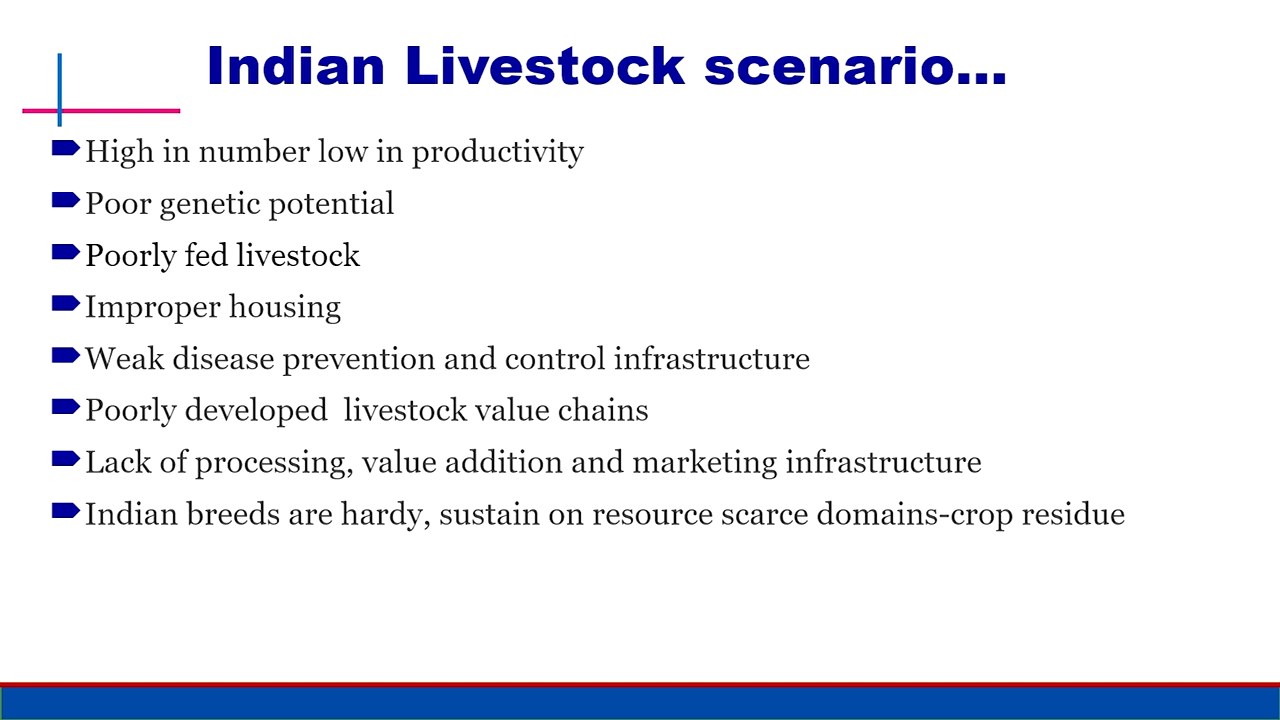 Indian Livestock scenario...
High in number low in productivity
Poor genetic potential
Poorly fed livestock
Improper housing
Weak disease prevention and control infrastructure
Poorly developed  livestock value chains
Lack of processing, value addition and marketing infrastructure
Indian breeds are hardy, sustain on resource scarce domains-crop residue